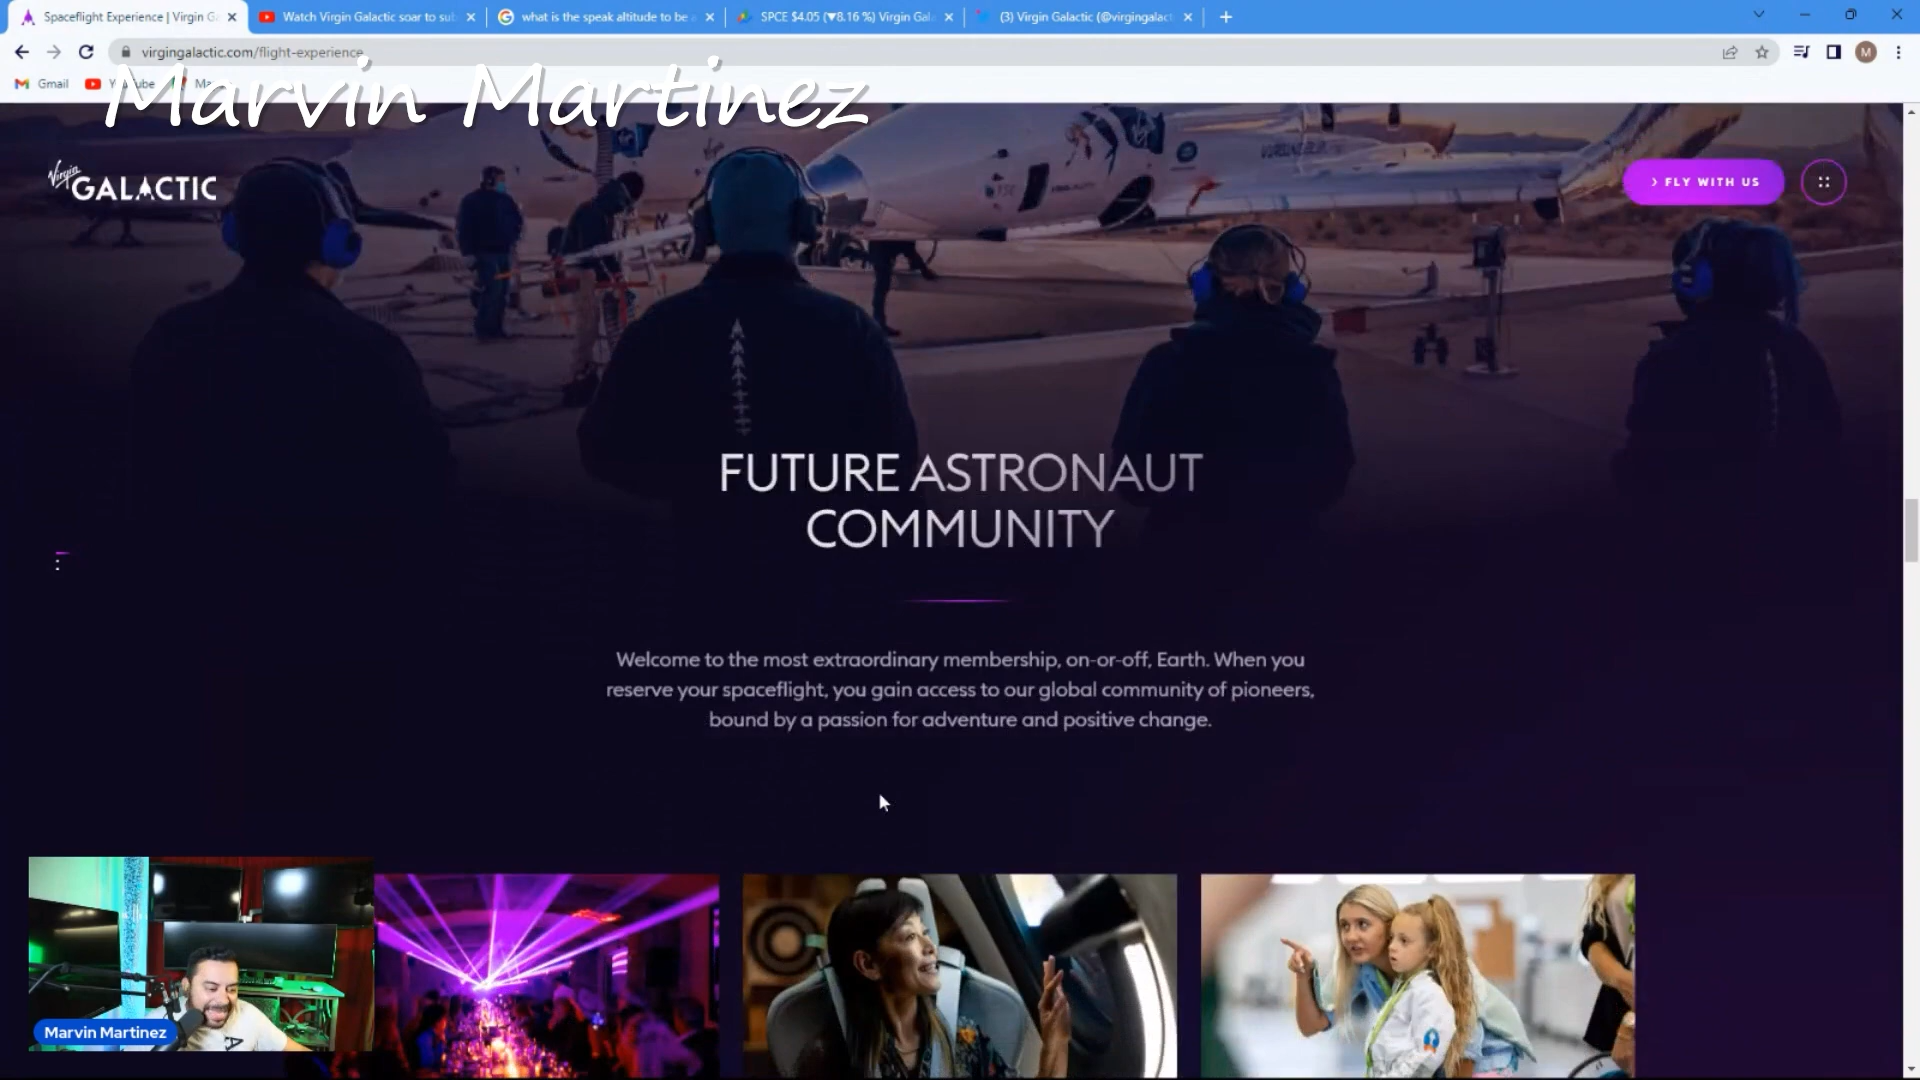 Spaceflight Experience | Virgin G
Watch Virgin Galactic soar to sub
what is the speak altitude to be a
SPCE $4.05 (▼8.16 %) Virgin Gal
(3) Virgin Galactic (@virgingalact
virgingalactic.com/flight-experience
M
Gmail
YouTube
Ma
Marvin Martinez
Virgin
GALACTIC
› FLY WITH US
FUTURE ASTRONAUT
COMMUNITY
Welcome to the most extraordinary membership, on-or-off, Earth. When you
reserve your spaceflight, you gain access to our global community of pioneers,
bound by a passion for adventure and positive change.
Marvin Martinez